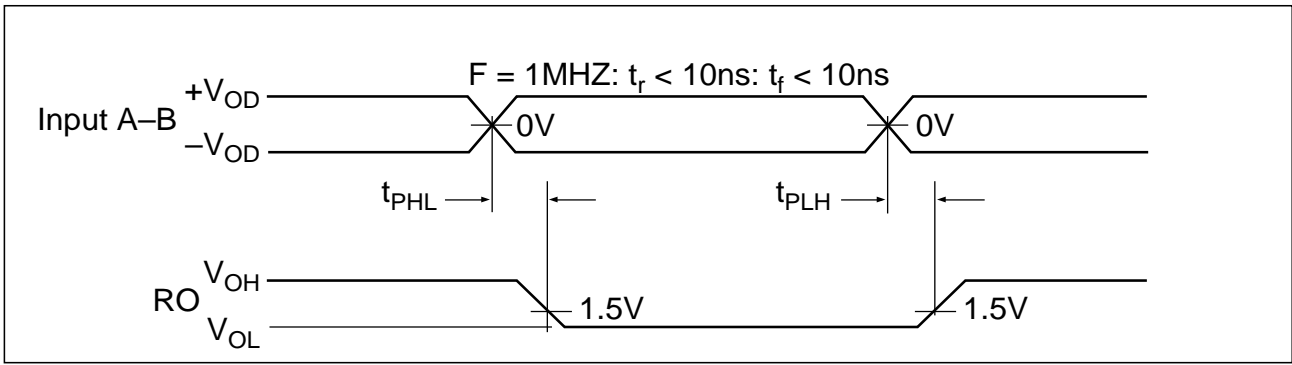 F = 1MHZ: tr < 10ns: tf < 10ns
+VOD
Input A–B
0V
0V
–VOD
tPHL
tPLH
VOH
RO
1.5V
1.5V
VOL